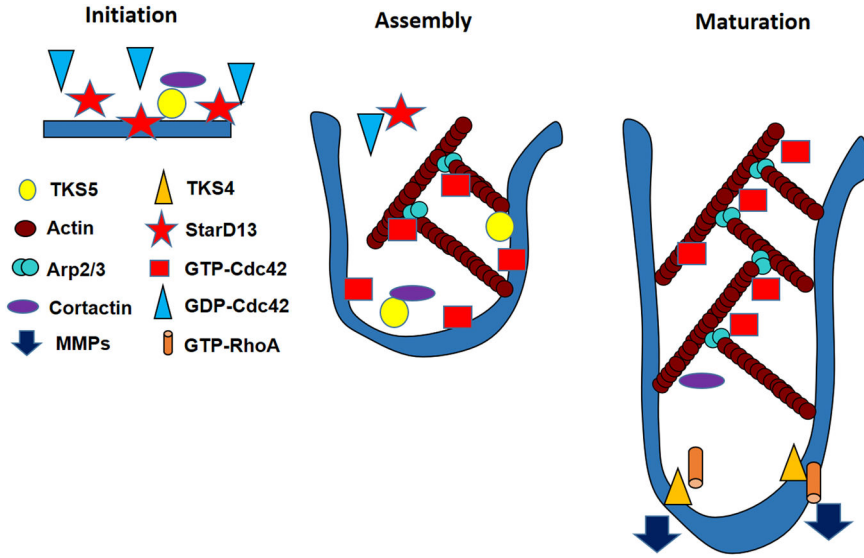 Initiation
Assembly
Maturation
TKS5
TKS4
Actin
StarD13
Arp2/3
GTP-Cdc42
Cortactin
GDP-Cdc42
MMPs
GTP-RhoA